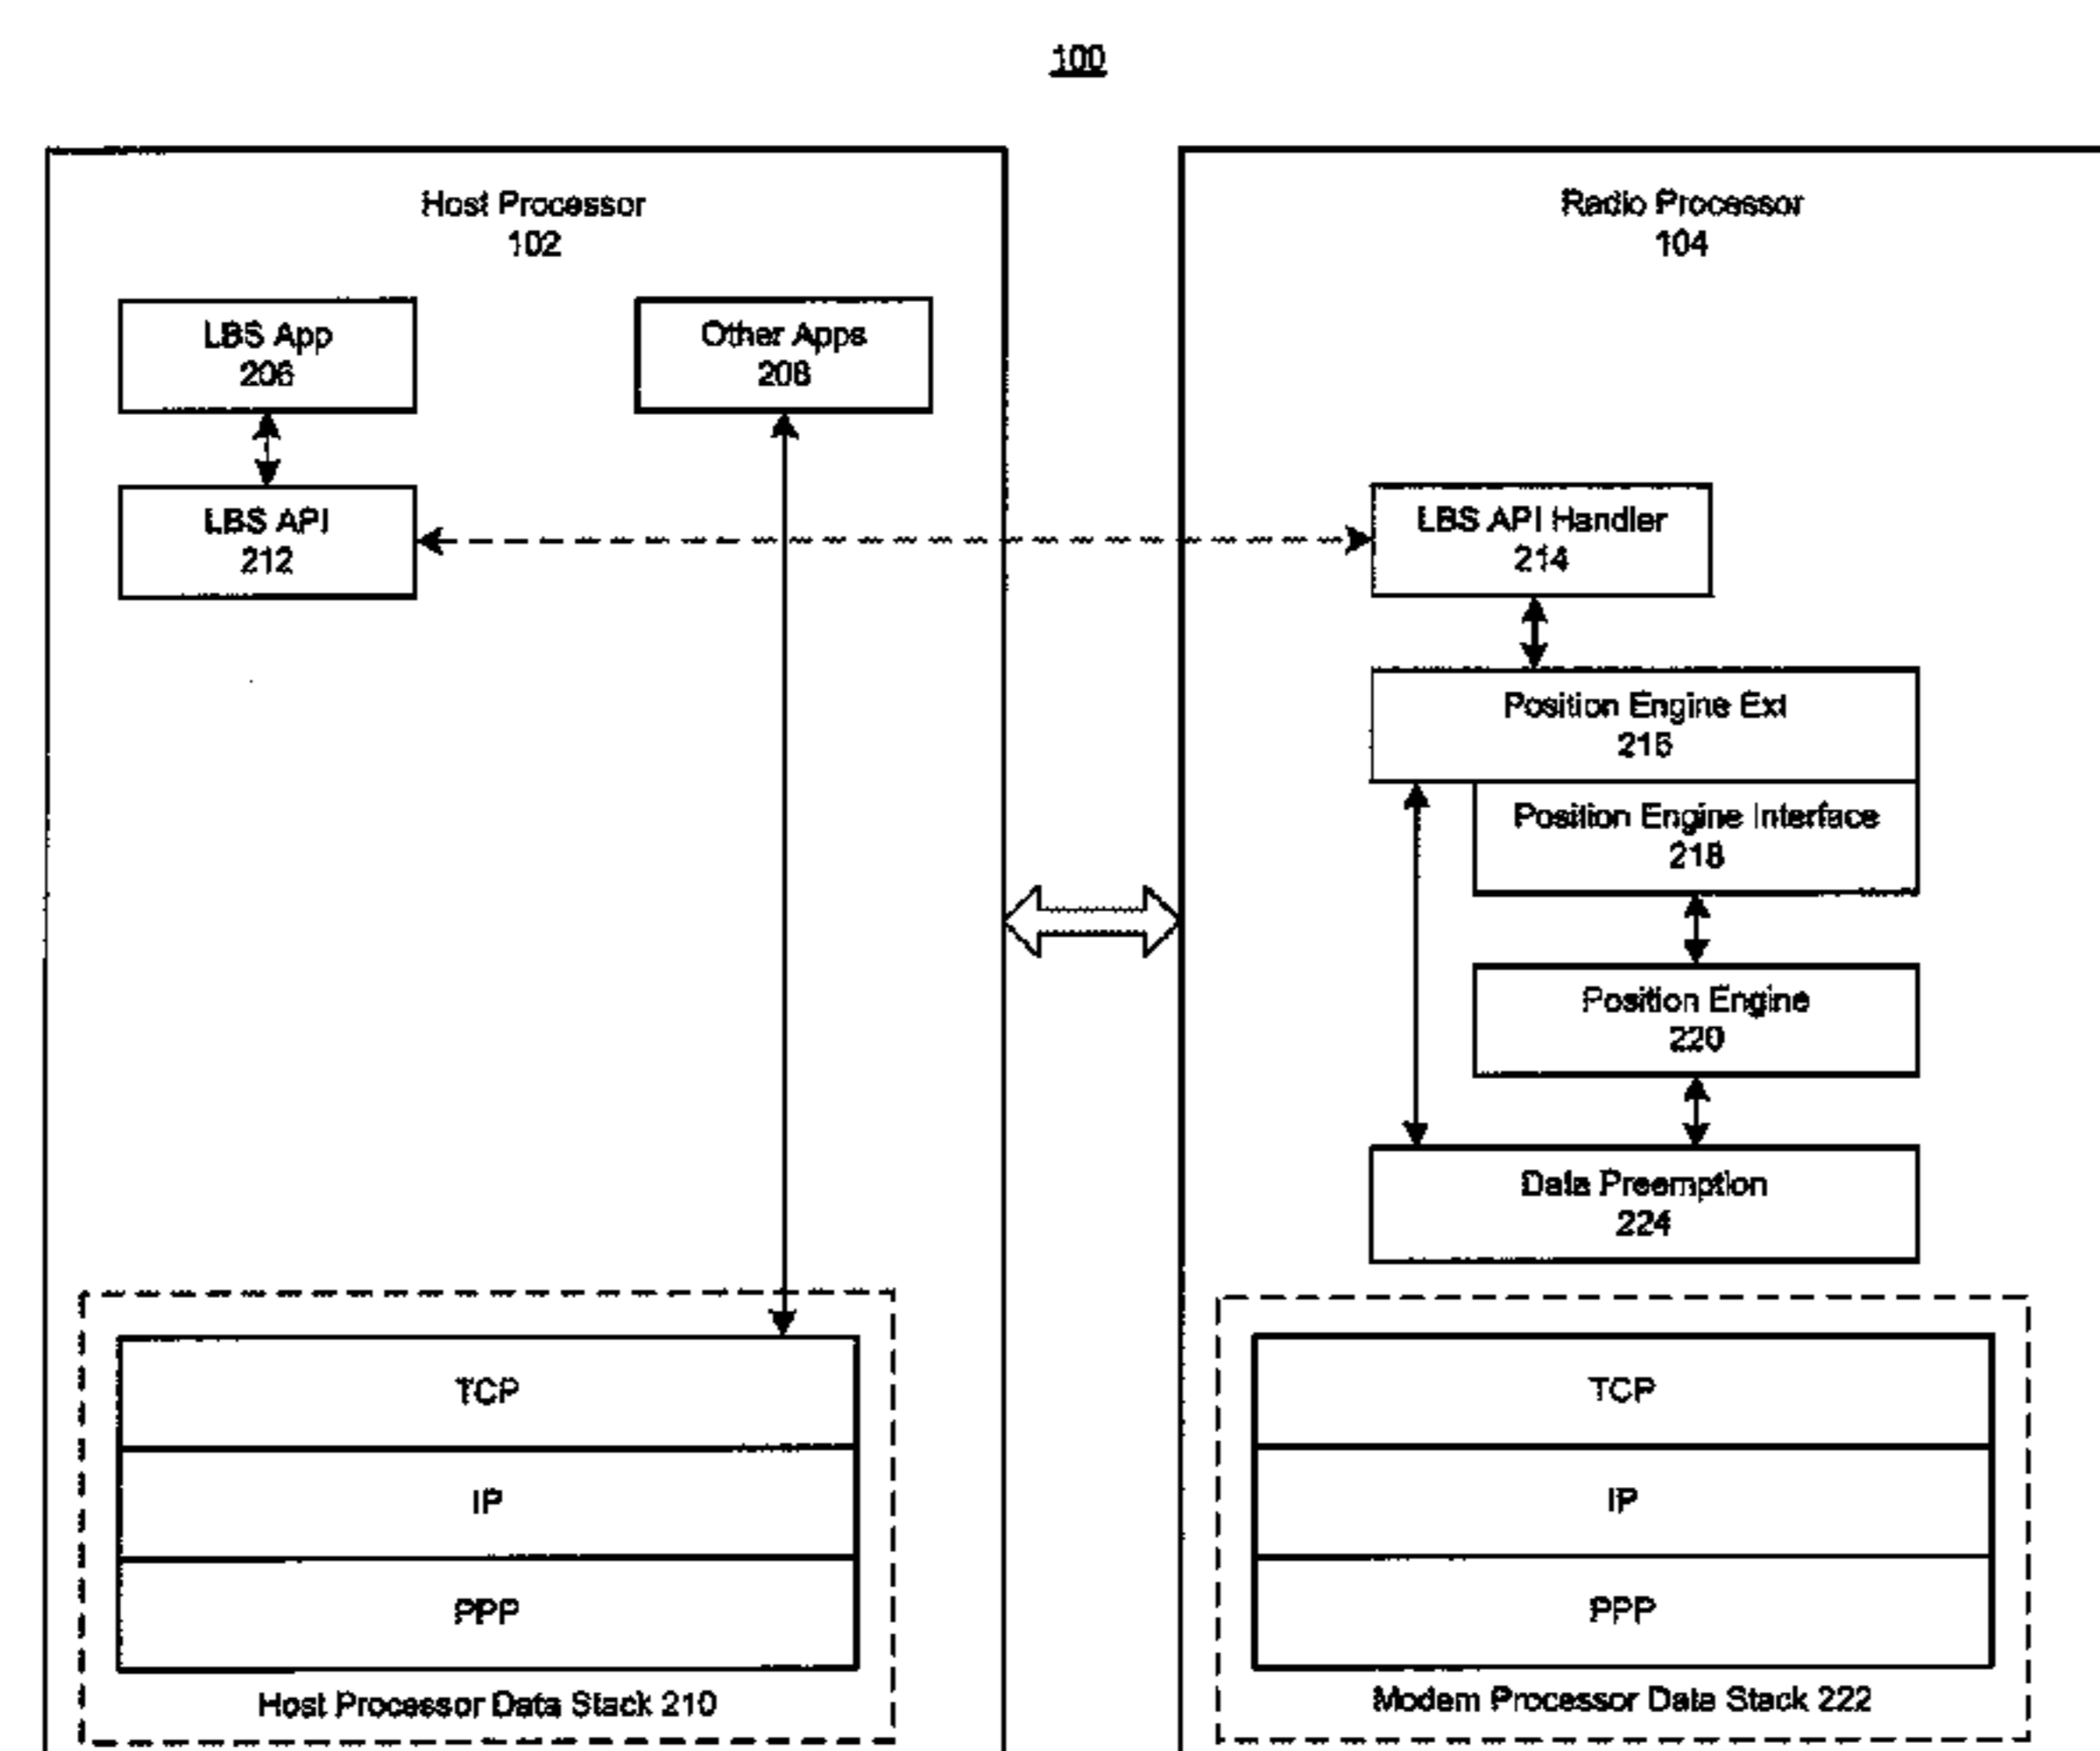 100
Host Processor
102
LBS App
206
Other Apps
208
LBS API
212
TCP
IP
PPP
Host Processor Data Stack 210
Radio Processor
104
LBS API Handler
214
Position Engine Ext
216
Position Engine Interface
218
Position Engine
220
Data Preemption
224
TCP
IP
PPP
Modem Processor Data Stack 222